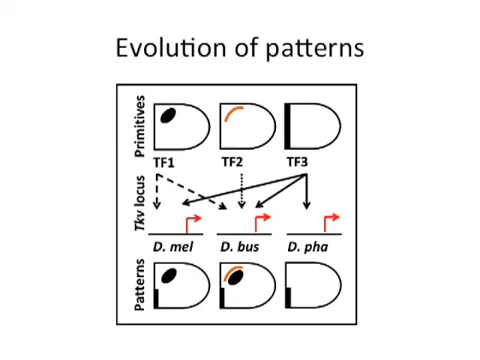 Evolution of patterns
Primitives
TF1 TF2 TF3
Tkv locus
D. mel D. bus D. pha
Patterns